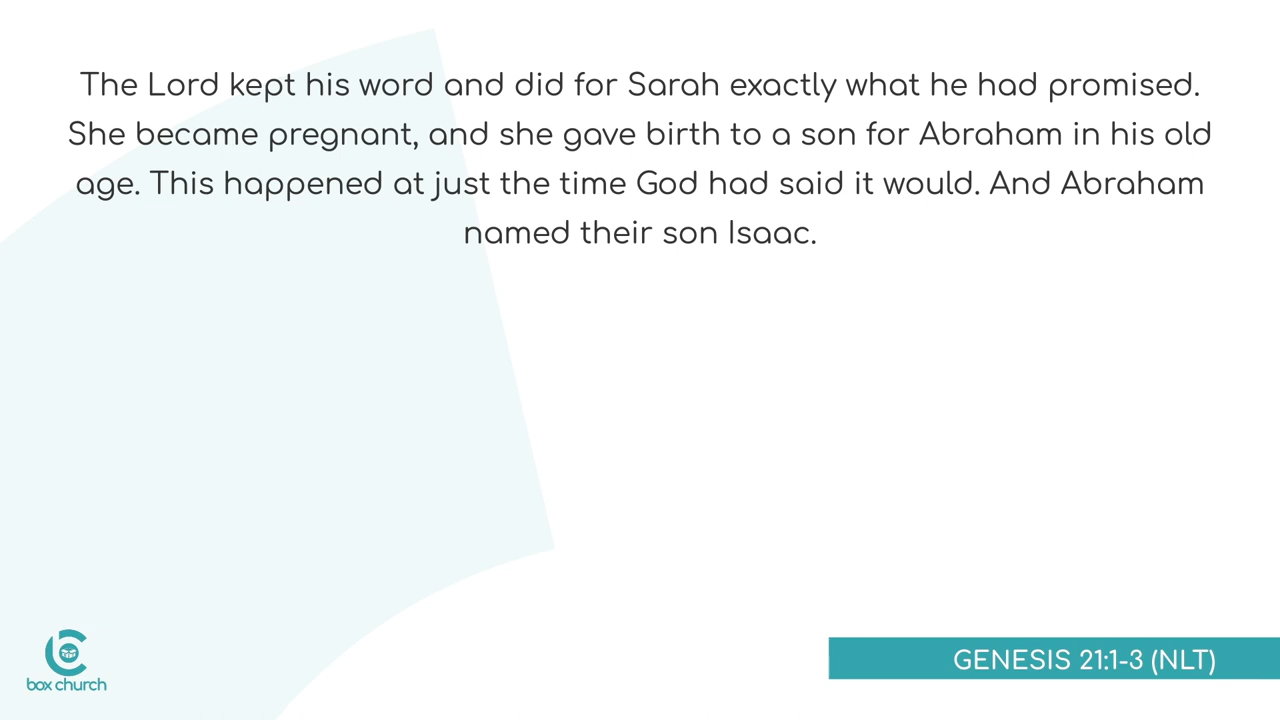 The Lord kept his word and did for Sarah exactly what he had promised.
She became pregnant, and she gave birth to a son for Abraham in his old
age. This happened at just the time God had said it would. And Abraham
named their son Isaac.
box church
GENESIS 21:1-3 (NLT)